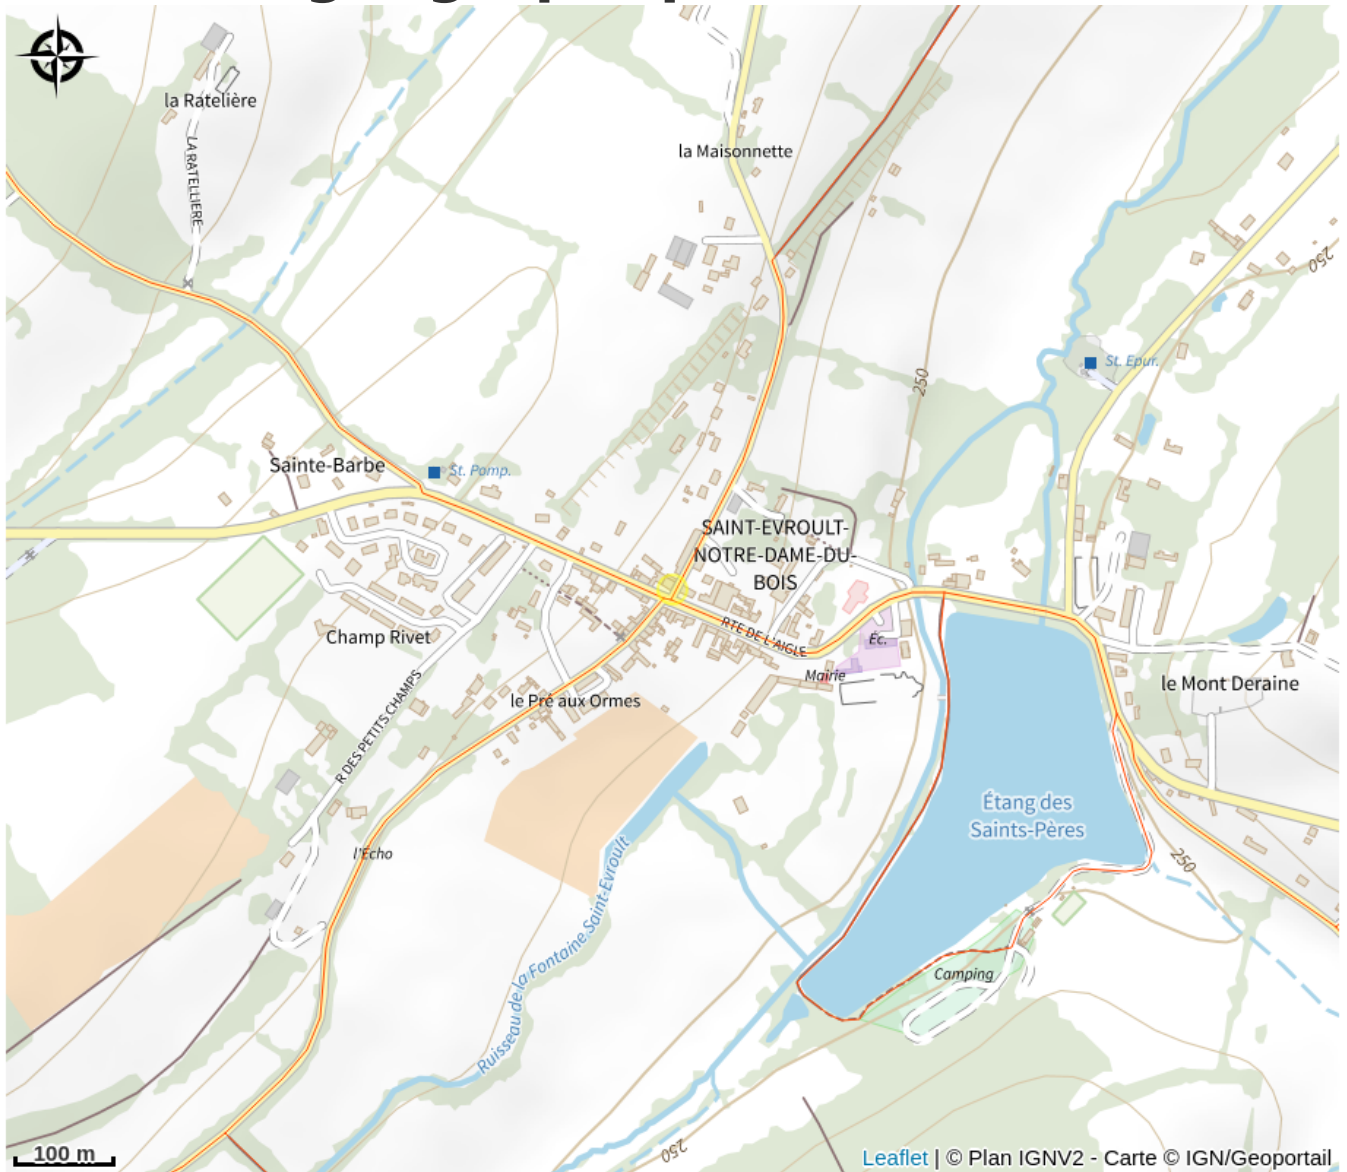 la Ratelière
LA RATELLIERE
la Maisonnette
250
250
St. Epur.
Sainte-Barbe
St. Pomp.
SAINT-EVROULT-
NOTRE-DAME-DU-
BOIS
RTE DE L'AIGLE
Éc.
Mairie
Champ Rivet
le Pré aux Ormes
R DES PETITS CHAMPS
le Mont Deraine
Étang des
Saints-Pères
250
l'Echo
Ruisseau de la Fontaine Saint-Evroult
Camping
250
100 m
Leaflet | © Plan IGNV2 - Carte © IGN/Geoportail